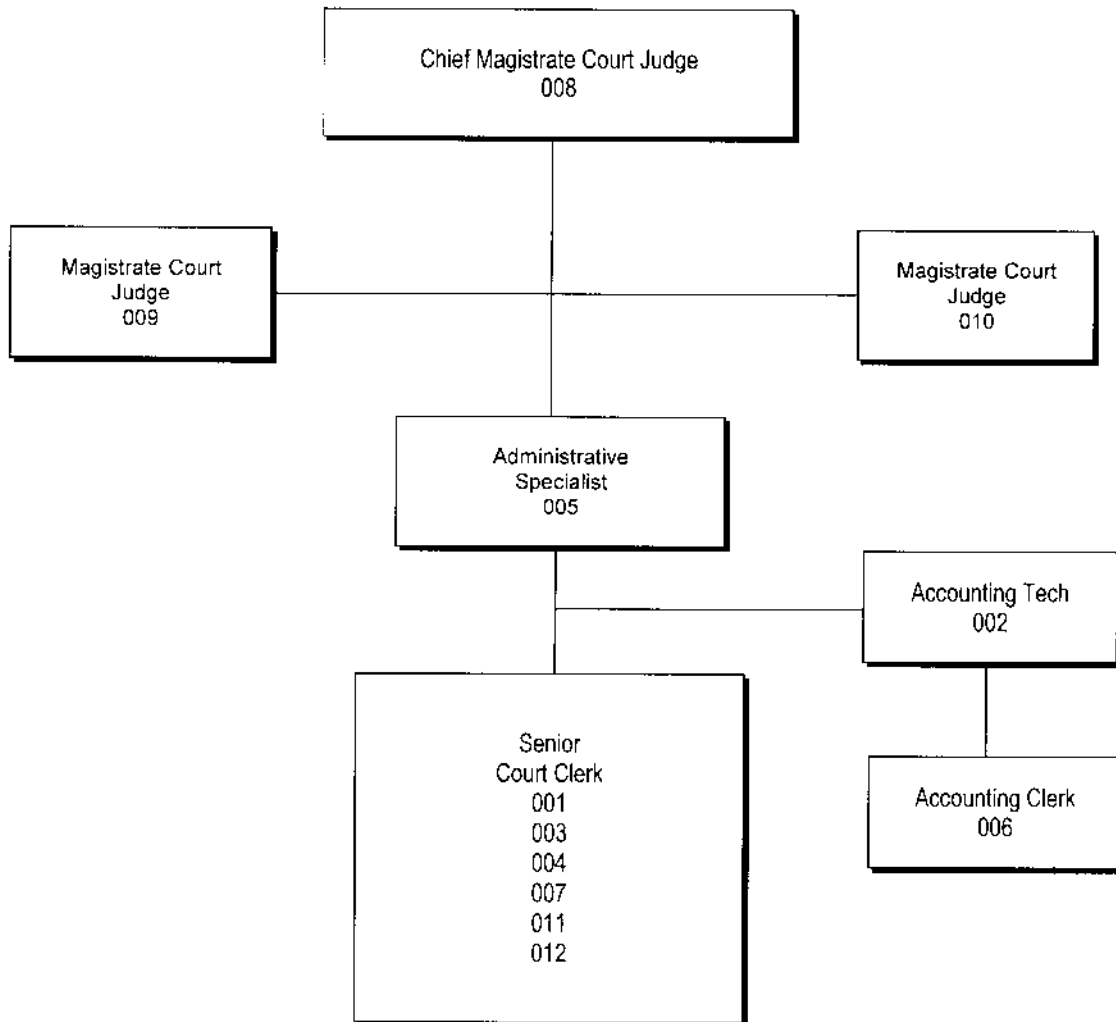 Chief Magistrate Court Judge
008
Magistrate Court
Judge
009
Magistrate Court
Judge
010
Administrative
Specialist
005
Accounting Tech
002
Senior
Court Clerk
001
003
004
007
011
012
Accounting Clerk
006